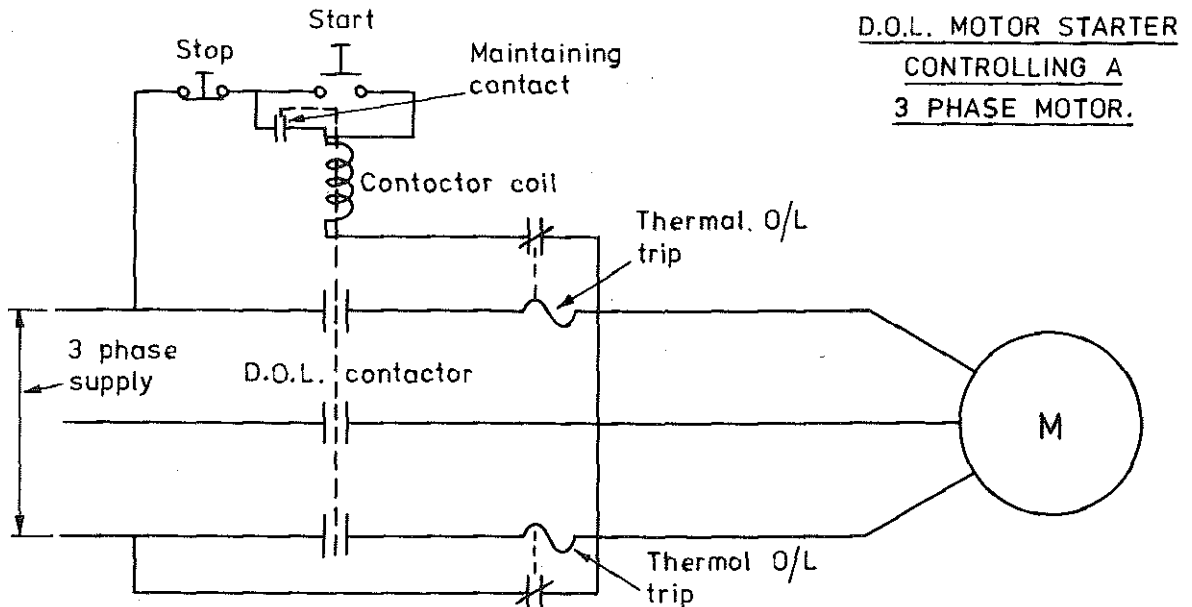 D.O.L. MOTOR STARTER
CONTROLLING A
3 PHASE MOTOR.
Start
Stop
Maintaining
contact
Contoctor coil
Thermal. O/L
trip
3 phase
supply
D.O.L. contactor
M
Thermol O/L
trip